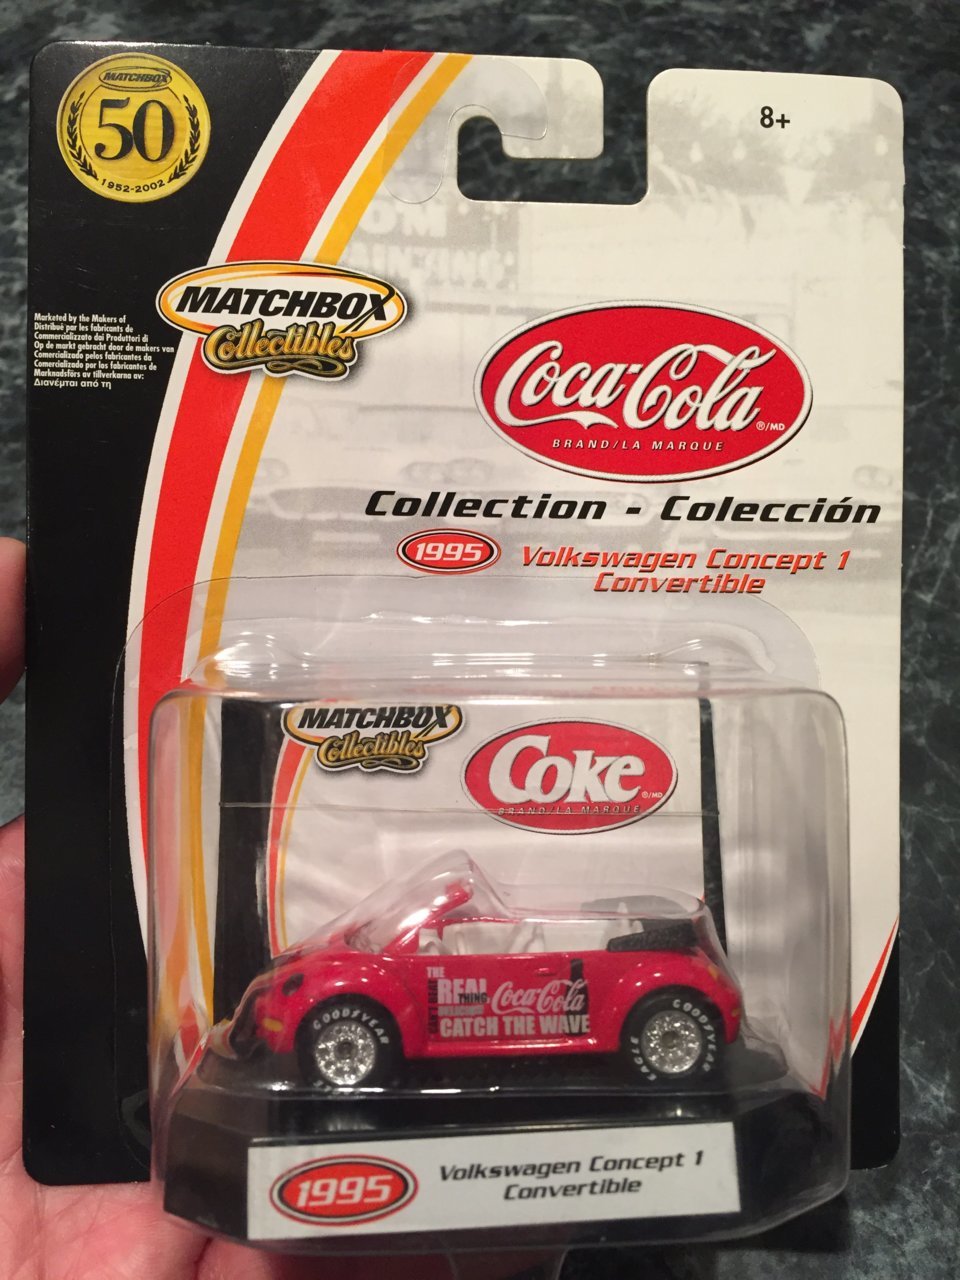 MATCHBOX
50
1952-2002
8+
MATCHBOX
Collectibles
Marketed by the Makers of
Distribué par les fabricants de
Commercializzato dai Produttori di
Op de markt gebracht door de makers van
Comercializado pelos fabricantes da
Comercializado por los fabricantes de
Marknadsförs av tillverkarna av:
Διανέμεται από τη
Coca-Cola
®/MD
BRAND/LA MARQUE
Collection - Colección
1995 Volkswagen Concept 1
Convertible
MATCHBOX
Collectibles
Coke
®/MD
BRAND/LA MARQUE
THE
REAL
THING
Coca-Cola
CATCH THE WAVE
GOODYEAR
GOODYEAR
EAGLE
1995
Volkswagen Concept 1
Convertible